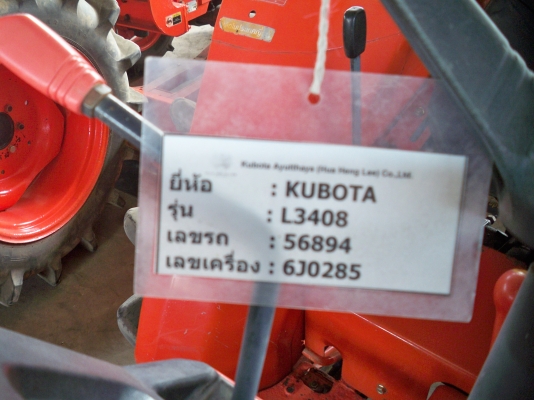 Kubota Ayutthaya (Hua Heng Lee) Co.,Ltd.
ยี่ห้อ : KUBOTA
รุ่น : L3408
เลขรถ : 56894
เลขเครื่อง : 6J0285